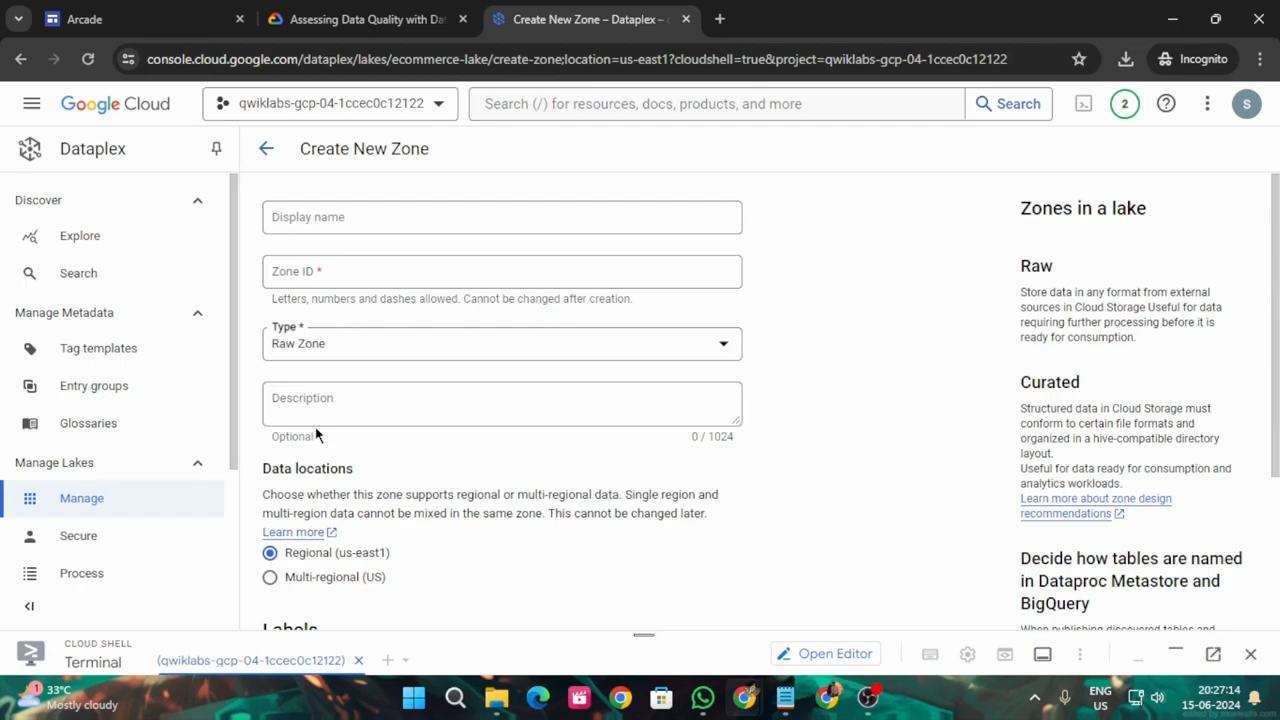 Arcade
Assessing Data Quality with Dat
Create New Zone – Dataplex –
console.cloud.google.com/dataplex/lakes/ecommerce-lake/create-zone;location=us-east1?cloudshell=true&project=qwiklabs-gcp-04-1ccec0c12122
Incognito
Google Cloud
qwiklabs-gcp-04-1ccec0c12122
Search (/) for resources, docs, products, and more
Search
2
S
Dataplex
Create New Zone
Discover
Explore
Search
Manage Metadata
Tag templates
Entry groups
Glossaries
Manage Lakes
Manage
Secure
Process
Display name
Zone ID *
Letters, numbers and dashes allowed. Cannot be changed after creation.
Type *
Raw Zone
Description
Optional
0 / 1024
Data locations
Choose whether this zone supports regional or multi-regional data. Single region and
multi-region data cannot be mixed in the same zone. This cannot be changed later.
Learn more
Regional (us-east1)
Multi-regional (US)
Labels
Zones in a lake
Raw
Store data in any format from external
sources in Cloud Storage Useful for data
requiring further processing before it is
ready for consumption.
Curated
Structured data in Cloud Storage must
conform to certain file formats and
organized in a hive-compatible directory
layout.
Useful for data ready for consumption and
analytics workloads.
Learn more about zone design
recommendations
Decide how tables are named
in Dataproc Metastore and
BigQuery
When publishing discovered tables and
CLOUD SHELL
Terminal
(qwiklabs-gcp-04-1ccec0c12122)
Open Editor
1
33°C
Mostly cloudy
ENG
US
20:27:14
15-06-2024